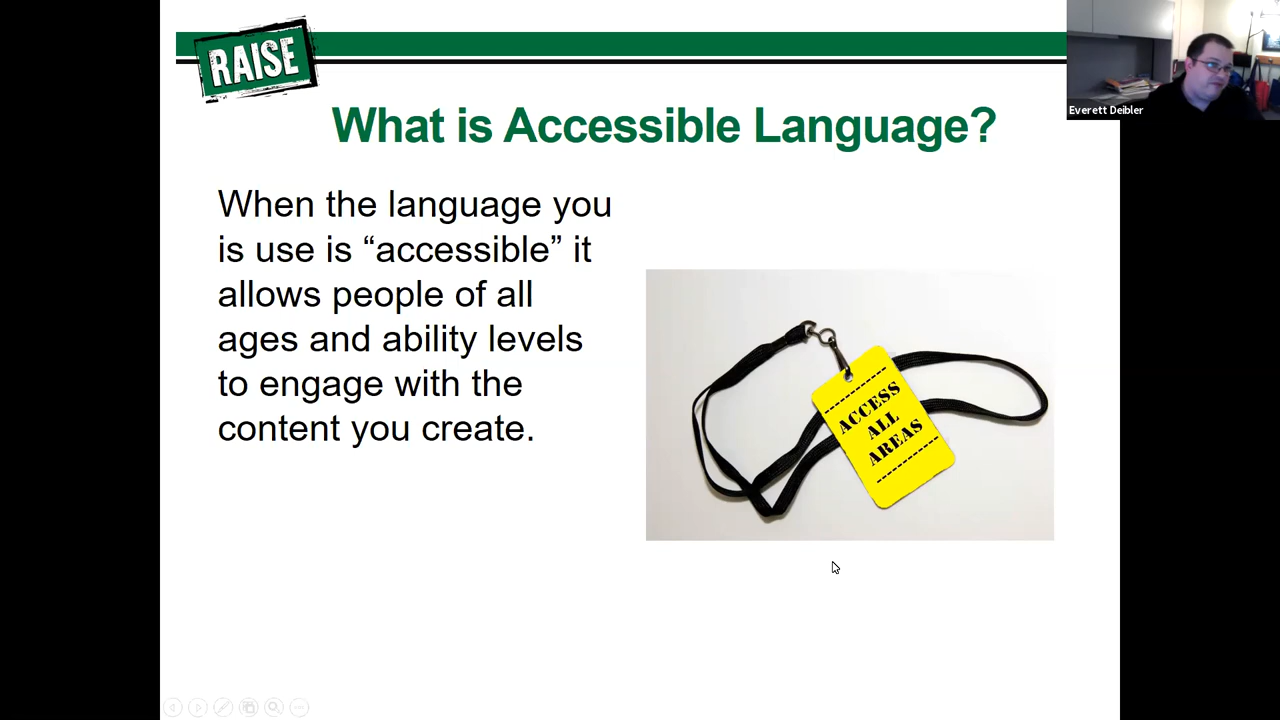 RAISE
Everett Deibler
What is Accessible Language?
When the language you
is use is “accessible” it
allows people of all
ages and ability levels
to engage with the
content you create.
ACCESS
ALL
AREAS